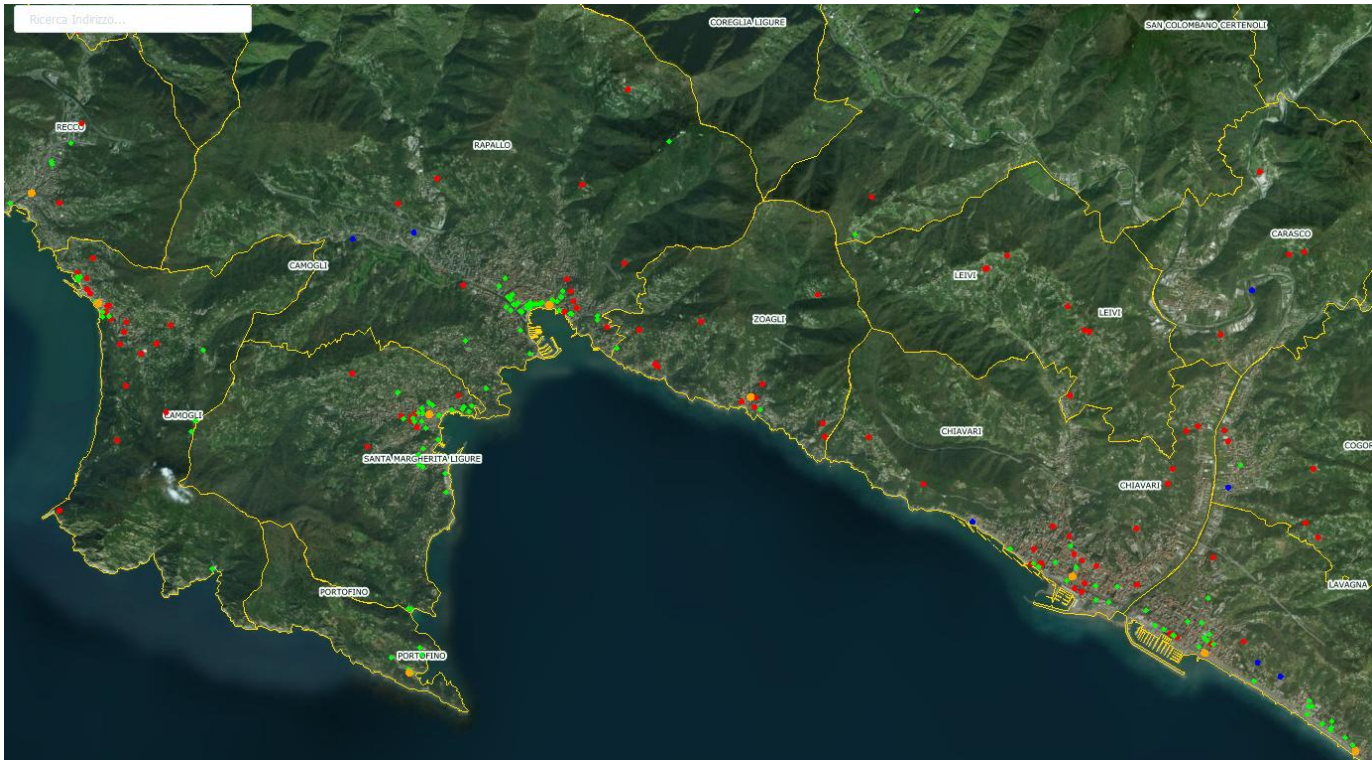 Ricerca Indirizzo...
COREGLIA LIGURE
SAN COLOMBANO CERTENOLI
RECCO
RAPALLO
CARASCO
CAMOGLI
LEIVI
LEIVI
ZOAGLI
CAMOGLI
CHIAVARI
COGOR
SANTA MARGHERITA LIGURE
CHIAVARI
LAVAGNA
PORTOFINO
PORTOFINO